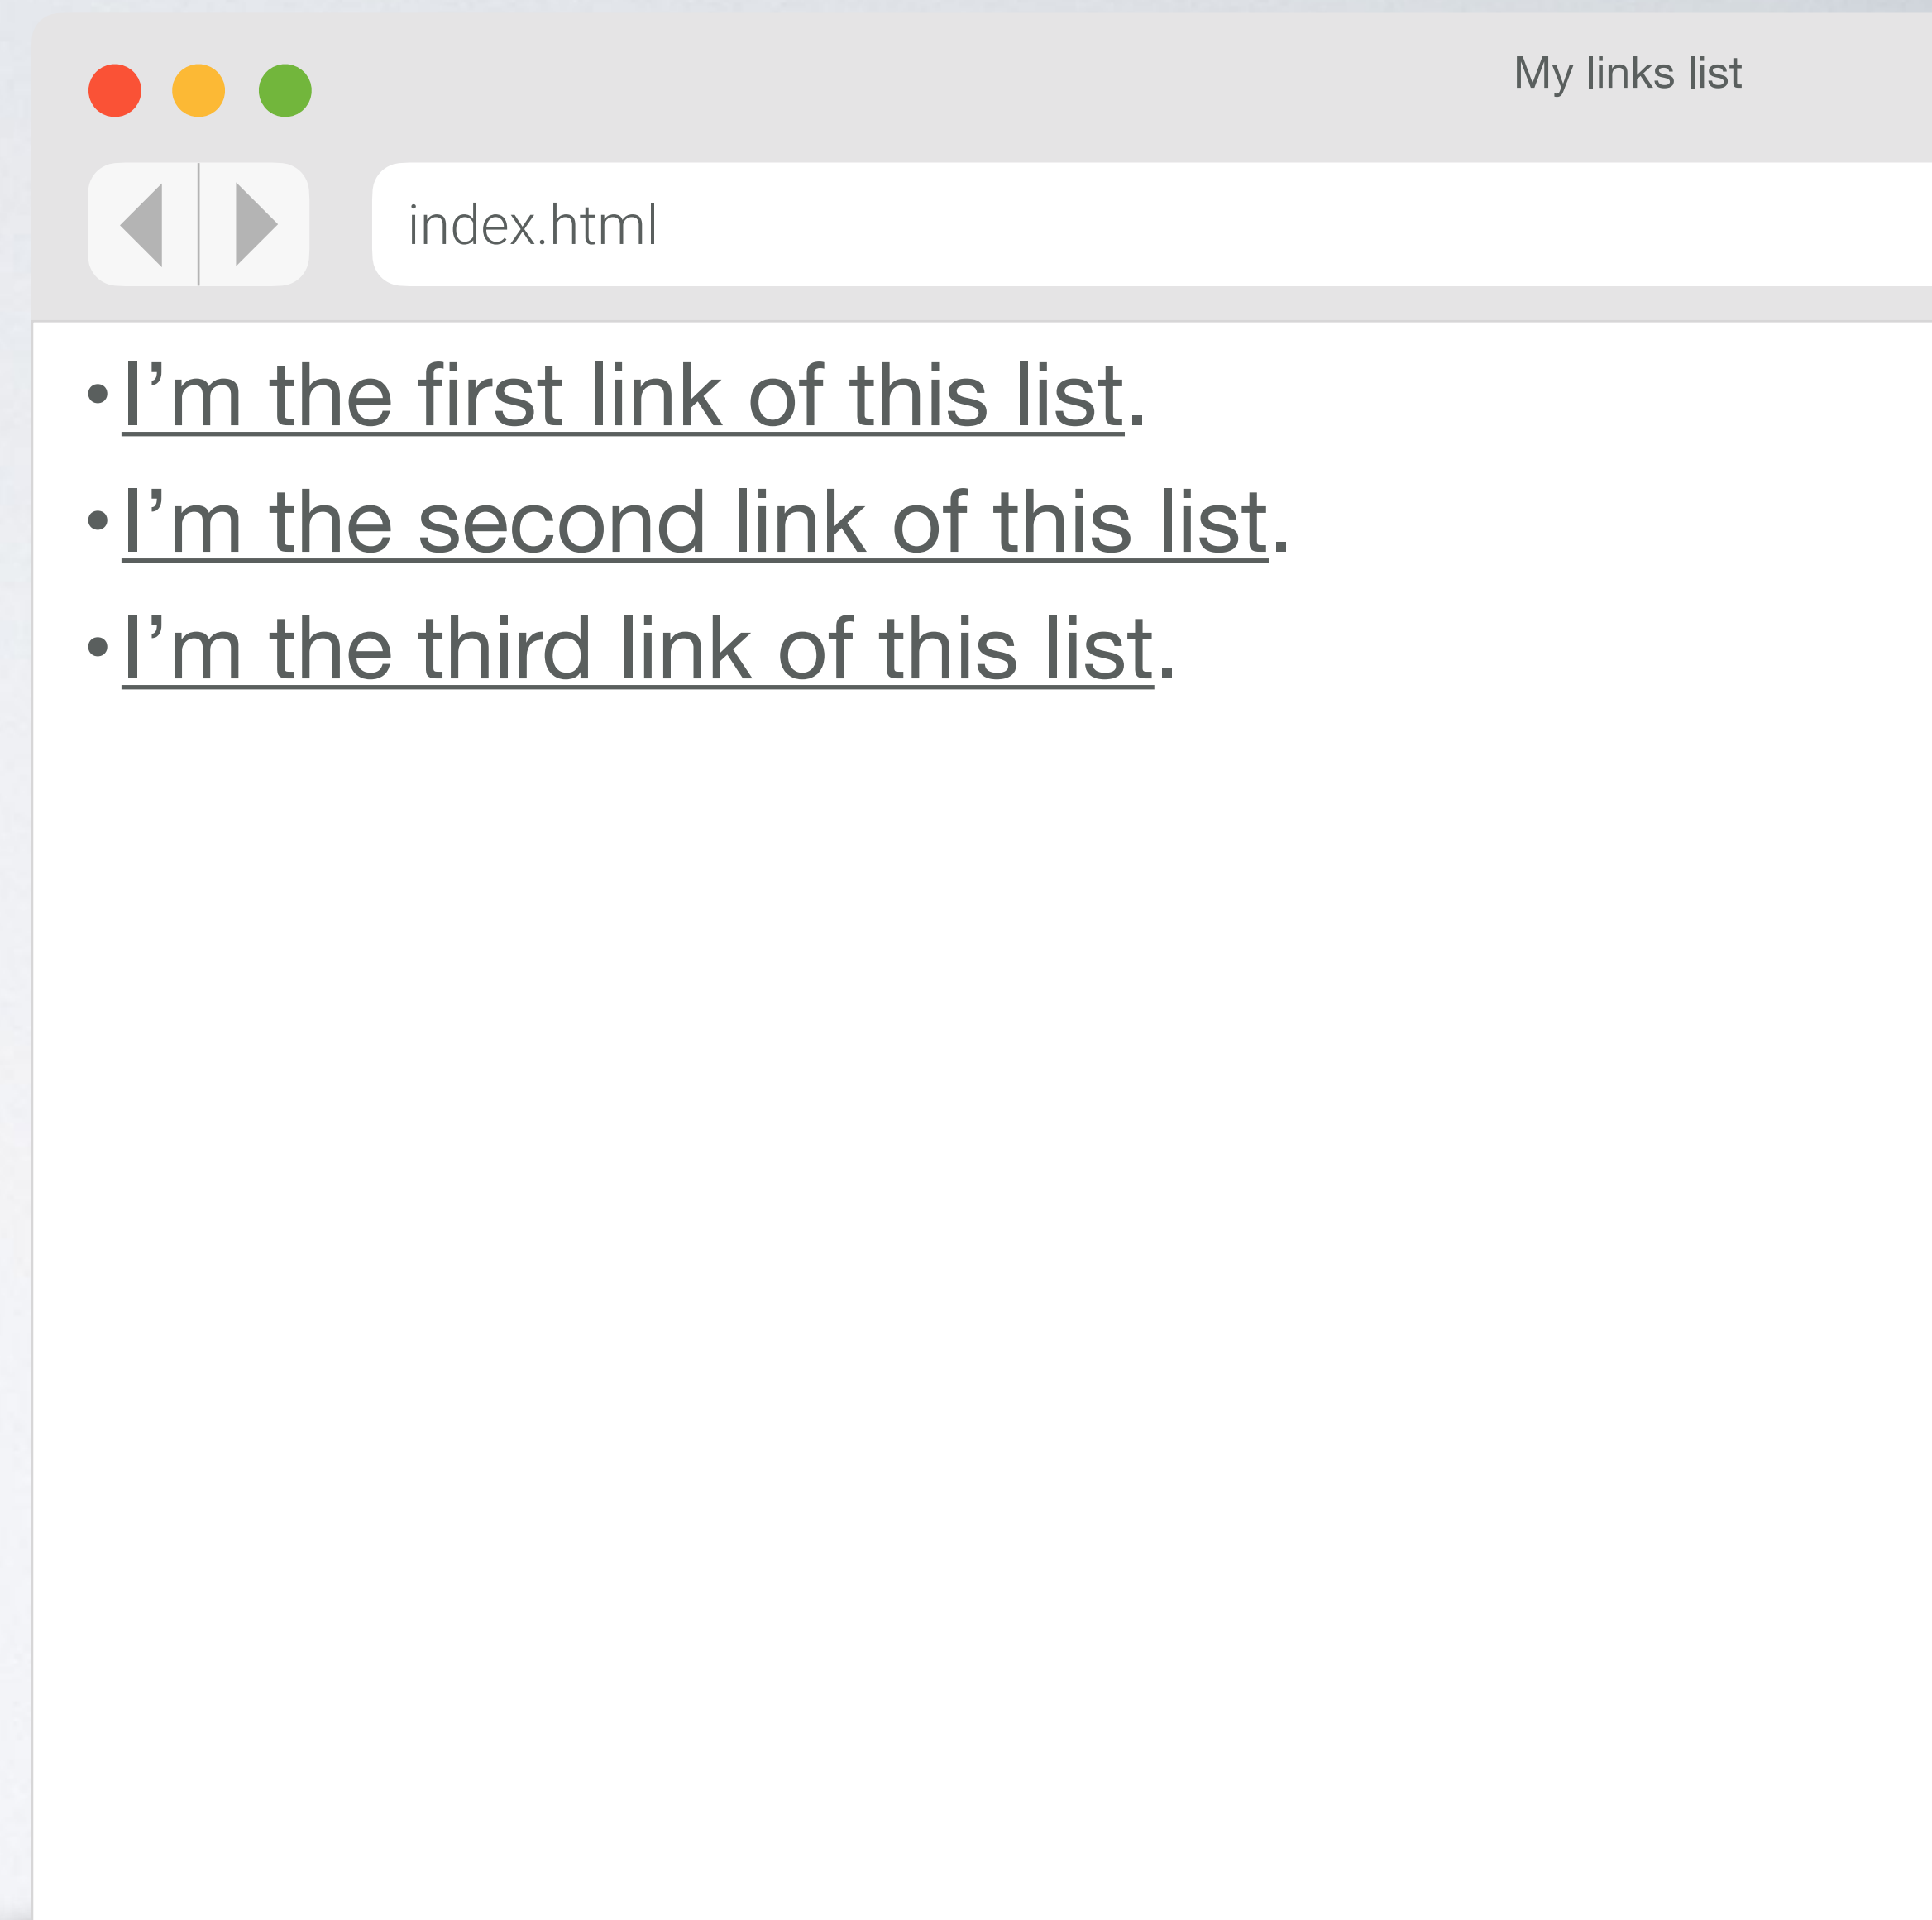 My links list
index.html
• I’m the first link of this list.
• I’m the second link of this list.
• I’m the third link of this list.